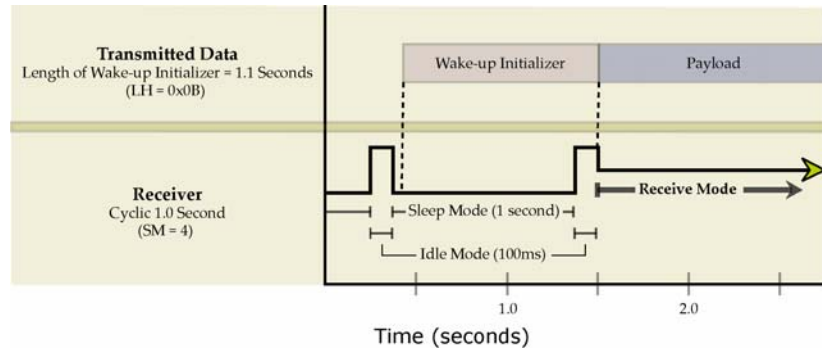 Transmitted Data
Length of Wake-up Initializer = 1.1 Seconds
(LH = 0x0B)
Wake-up Initializer
Payload
Receiver
Cyclic 1.0 Second
(SM = 4)
Receive Mode
Sleep Mode (1 second)
Idle Mode (100ms)
1.0
2.0
Time (seconds)